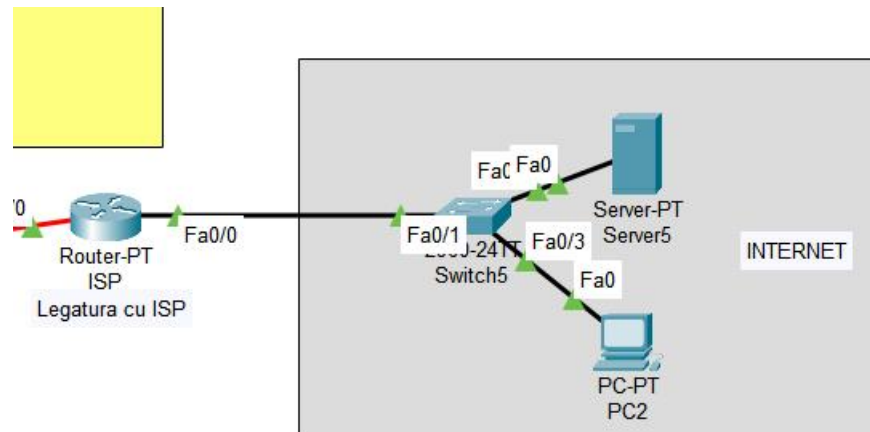 /0
Router-PT
ISP
Legatura cu ISP
Fa0/0
Fa0/1
Fa0
Server-PT
Server5
Fa0/3
Switch5
Fa0
PC-PT
PC2
INTERNET